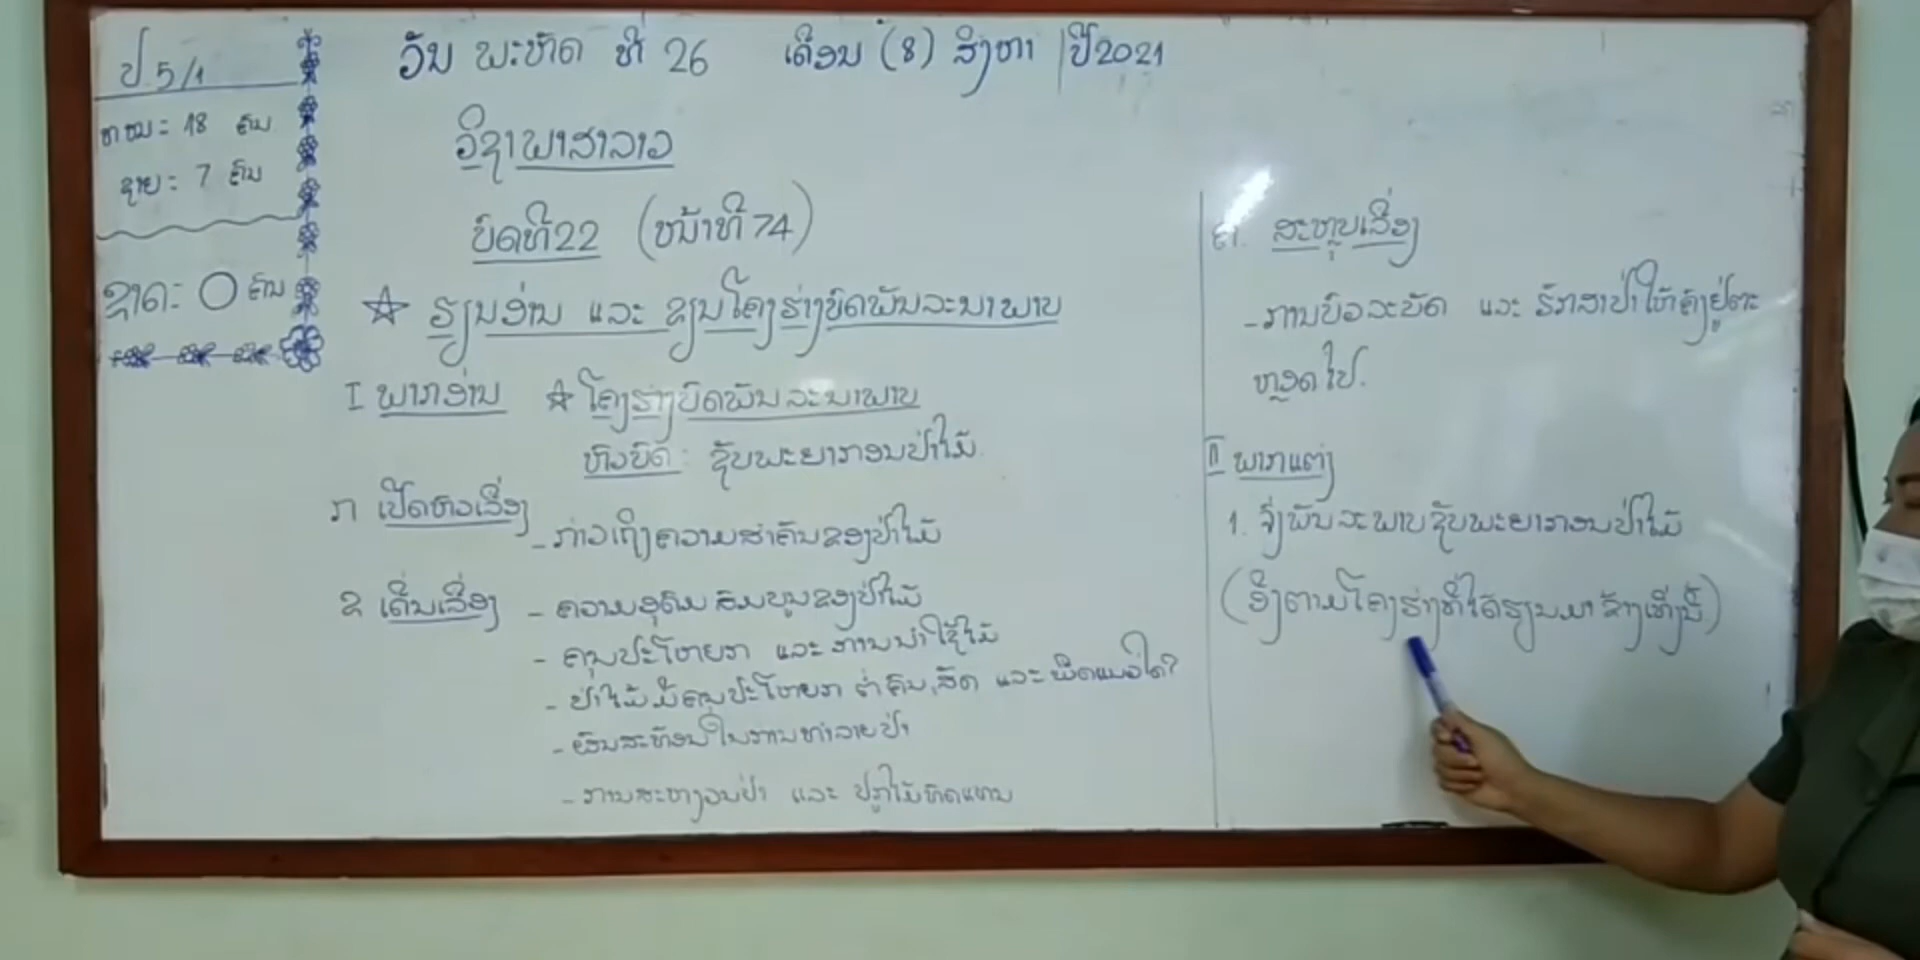 ປ.5/1
ຫ ໝ = 18 ຄົນ
ຊາຍ = 7 ຄົນ
ຂາດ: 0 ຄົນ
ວັນ ພະຫັດ ທີ 26 ເດືອນ (8) ສິງຫາ ປີ2021
ວິຊາພາສາລາວ
ບົດທີ22 (ໜ້າທີ 74)
ຮຽນອ່ານ ແລະ ຂຽນໂຄງຮ່າງບົດພັນລະນາພາບ
I ພາກອ່ານ ☆ ໂຄງຮ່າງບົດພັນລະນາພາບ
ຫົວບົດ: ຊັບພະຍາກອນປ່າໄມ້
ກ ເປີດຫົວເລື່ອງ
- ກ່າວເຖິງຄວາມສຳຄັນຂອງປ່າໄມ້
ຂ ເດີ່ນເລື່ອງ - ຄວາມອຸດົມສົມບູນຂອງປ່າໄມ້
- ຄຸນປະໂຫຍກ ແລະ ການນຳໃຊ້ໄມ້
- ປ່າໄມ້ມີຄຸນປະໂຫຍກ ຕໍ່ ຄົນ, ສັດ ແລະ ພືດແນວໃດ?
- ຜົນສະທ້ອນໃນການທຳລາຍປ່າ
- ການສະຫງວນປ່າ ແລະ ປູກໄມ້ທົດແທນ
ຄ. ສະຫຼຸບເລື່ອງ
- ການບົວລະບັດ ແລະ ຮັກສາປ່າໃຫ້ຄົງຢູ່ຕະ
ຫຼອດໄປ.
II ພາກແຕ່ງ
1. ຈົ່ງພັນລະພາບຊັບພະຍາກອນປ່າໄມ້
(ອີງຕາມໂຄງຮ່າງທີ່ໄດ້ຮຽນມາຂ້າງເທິງນີ້)